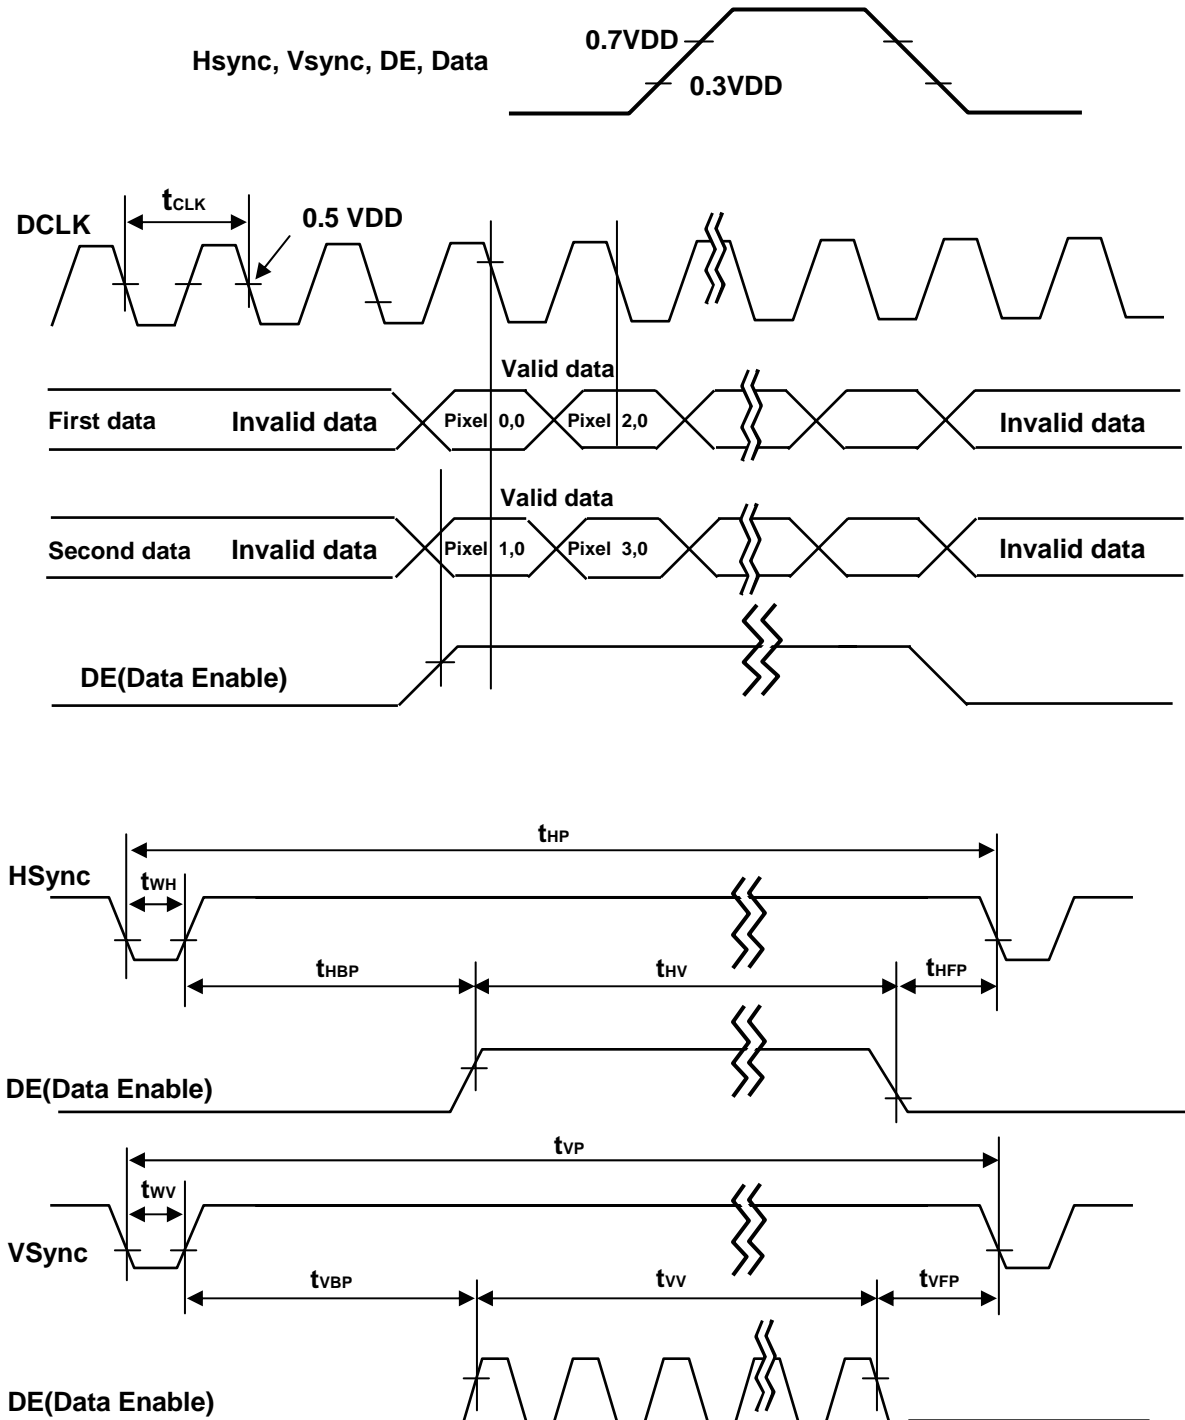 0.7VDD
Hsync, Vsync, DE, Data
0.3VDD
tCLK
DCLK
0.5 VDD
Valid data
First data Invalid data Pixel 0,0 Pixel 2,0 Invalid data
Valid data
Second data Invalid data Pixel 1,0 Pixel 3,0 Invalid data
DE(Data Enable)
tHP
HSync
tWH
tHBP tHV tHFP
DE(Data Enable)
tVP
tWV
VSync
tVBP tVV tVFP
DE(Data Enable)